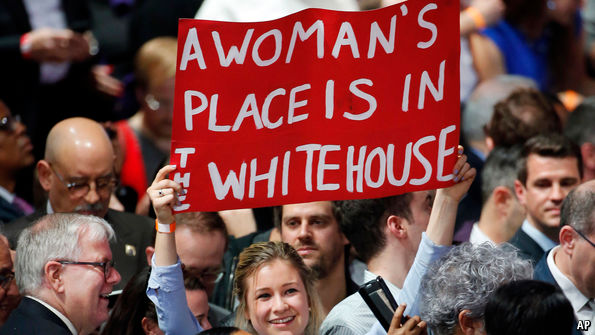 A WOMAN'S
PLACE IS IN
THE WHITEHOUSE
AP